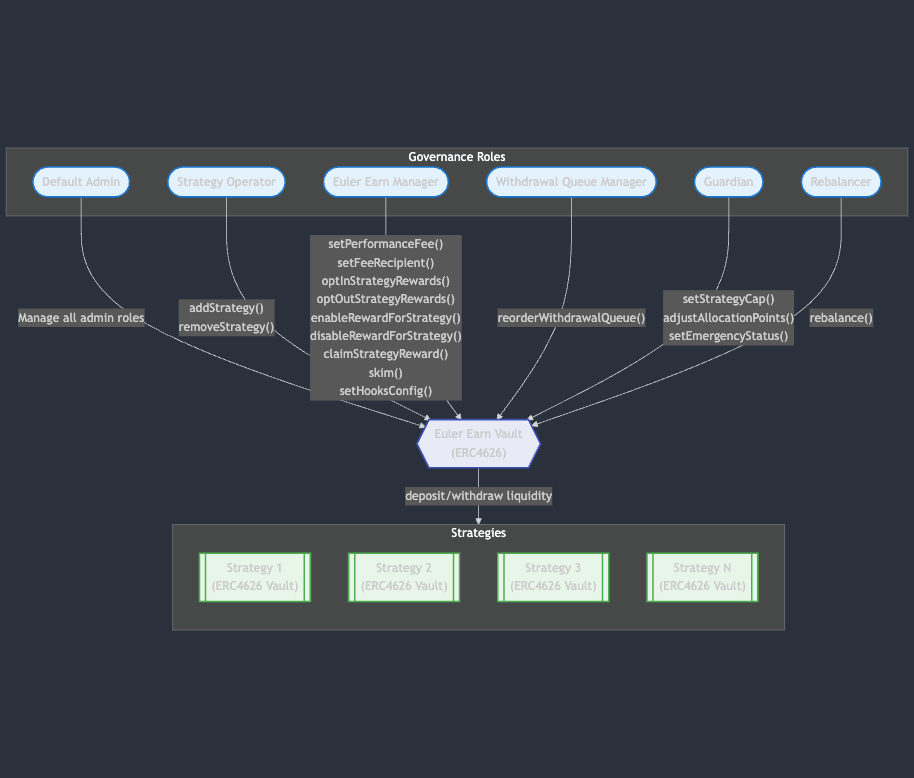 Governance Roles
Default Admin
Strategy Operator
Euler Earn Manager
Withdrawal Queue Manager
Guardian
Rebalancer
Manage all admin roles
addStrategy()
removeStrategy()
setPerformanceFee()
setFeeRecipient()
optInStrategyRewards()
optOutStrategyRewards()
enableRewardForStrategy()
disableRewardForStrategy()
claimStrategyReward()
skim()
setHooksConfig()
reorderWithdrawalQueue()
setStrategyCap()
adjustAllocationPoints()
setEmergencyStatus()
rebalance()
Euler Earn Vault
(ERC4626)
deposit/withdraw liquidity
Strategies
Strategy 1
(ERC4626 Vault)
Strategy 2
(ERC4626 Vault)
Strategy 3
(ERC4626 Vault)
Strategy N
(ERC4626 Vault)